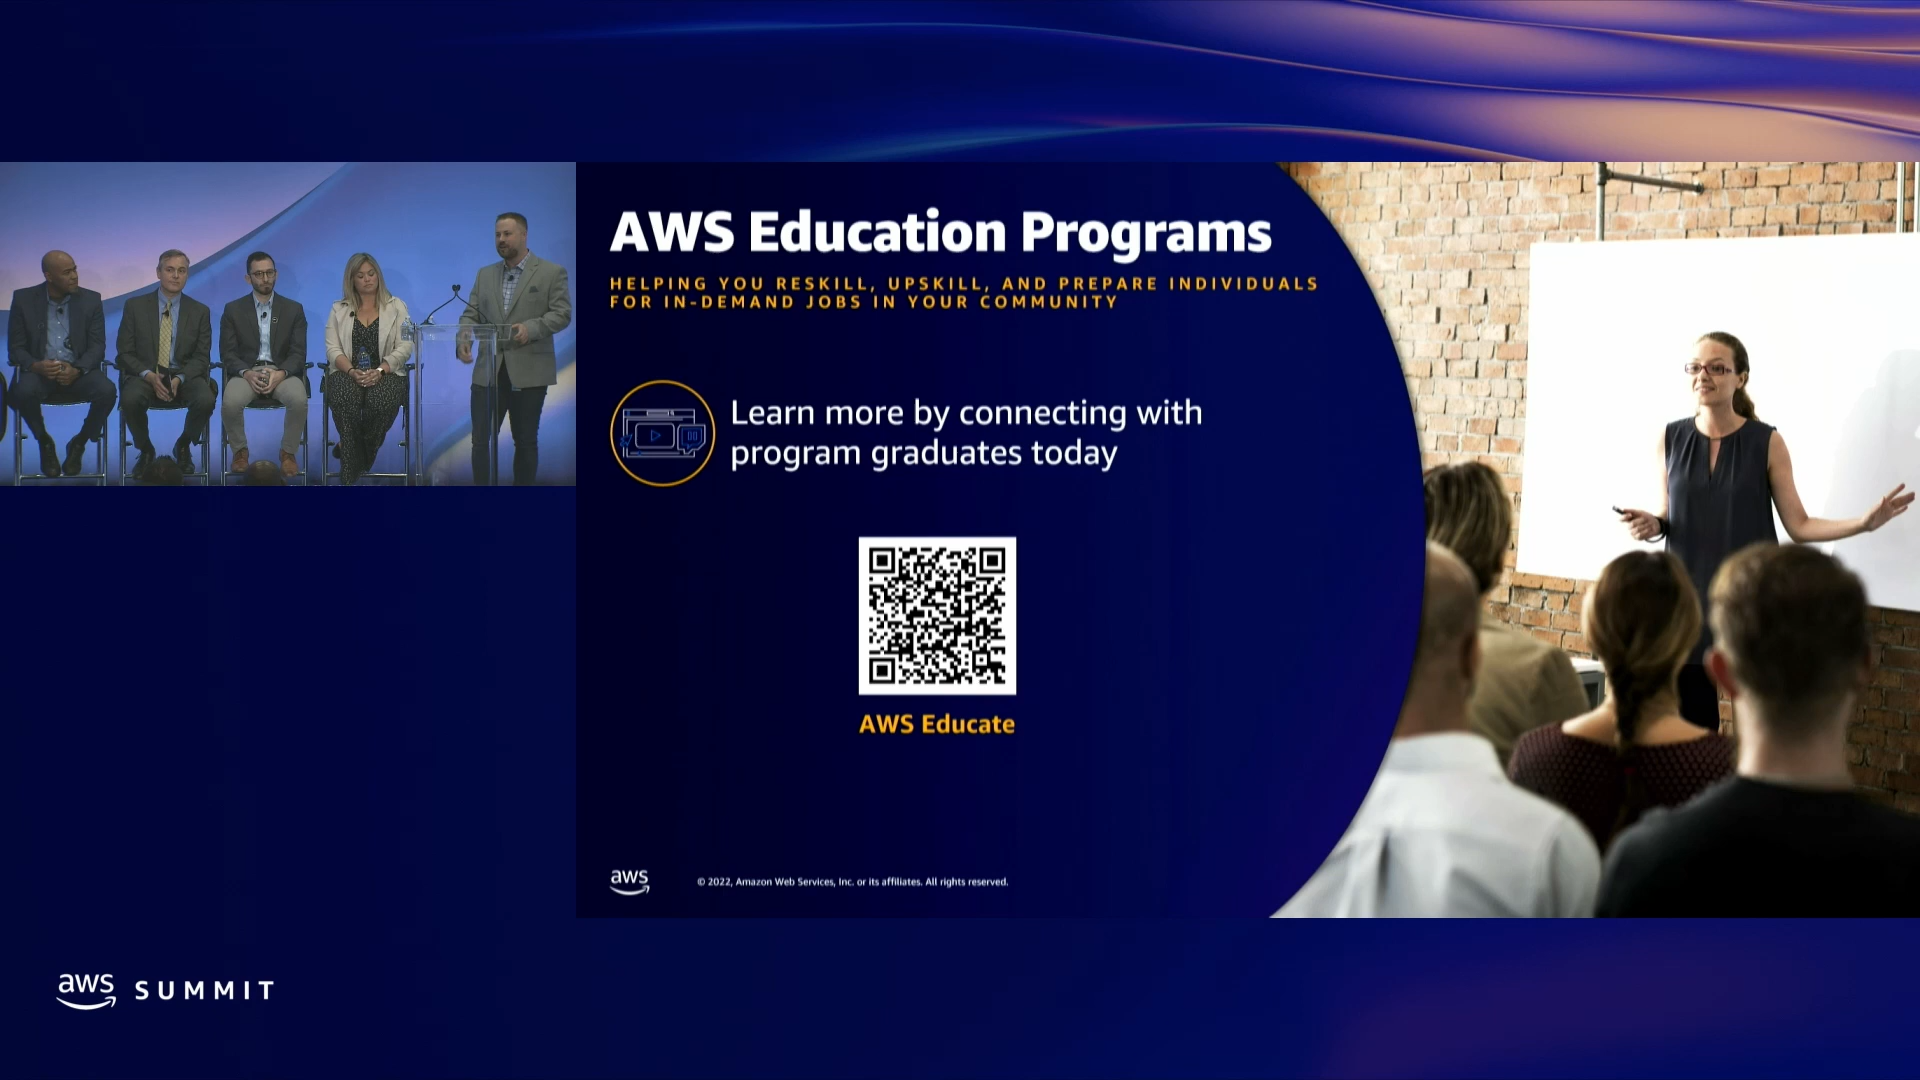 AWS Education Programs
HELPING YOU RESKILL, UPSKILL, AND PREPARE INDIVIDUALS
FOR IN-DEMAND JOBS IN YOUR COMMUNITY
Learn more by connecting with
program graduates today
AWS Educate
aws
© 2022, Amazon Web Services, Inc. or its affiliates. All rights reserved.
aws SUMMIT